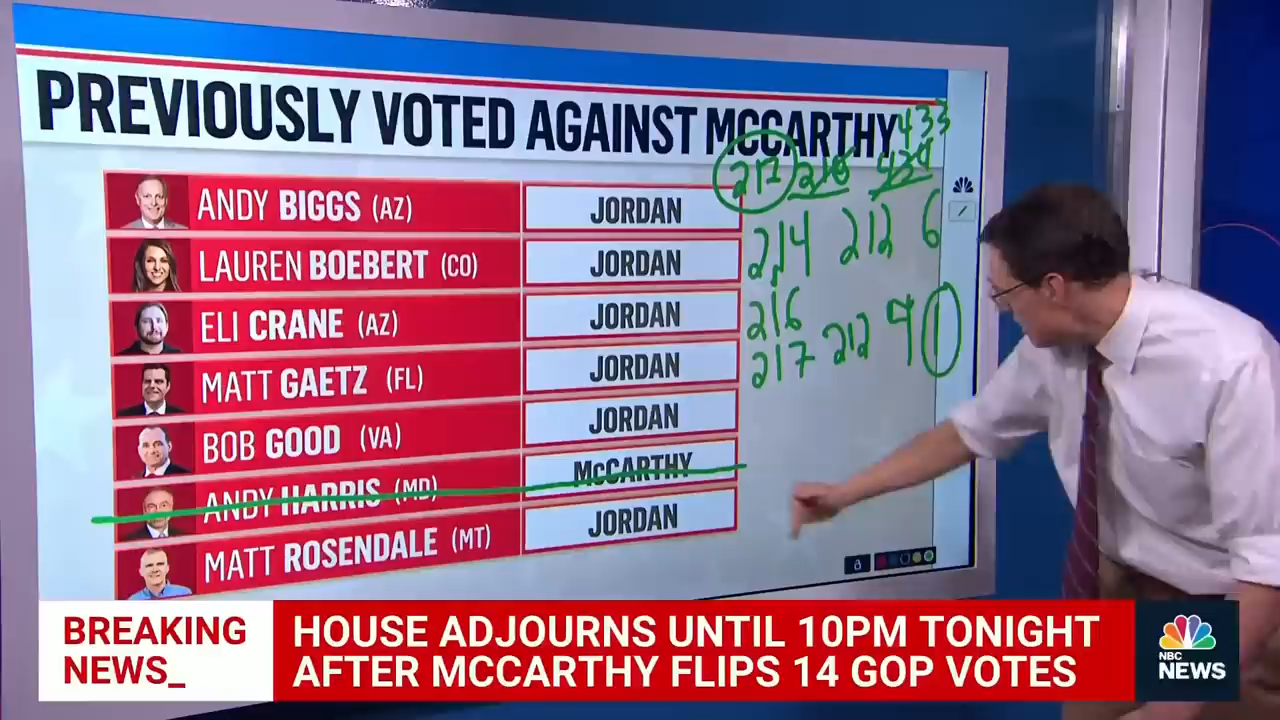 PREVIOUSLY VOTED AGAINST MCCARTHY
433
212 218 434
ANDY BIGGS (AZ) JORDAN
214 212 6
LAUREN BOEBERT (CO) JORDAN
ELI CRANE (AZ) JORDAN
216
MATT GAETZ (FL) JORDAN
217 212 4 1
BOB GOOD (VA) JORDAN
ANDY HARRIS (MD) McCARTHY
MATT ROSENDALE (MT) JORDAN
a
BREAKING NEWS_
HOUSE ADJOURNS UNTIL 10PM TONIGHT
AFTER MCCARTHY FLIPS 14 GOP VOTES
NBC
NEWS